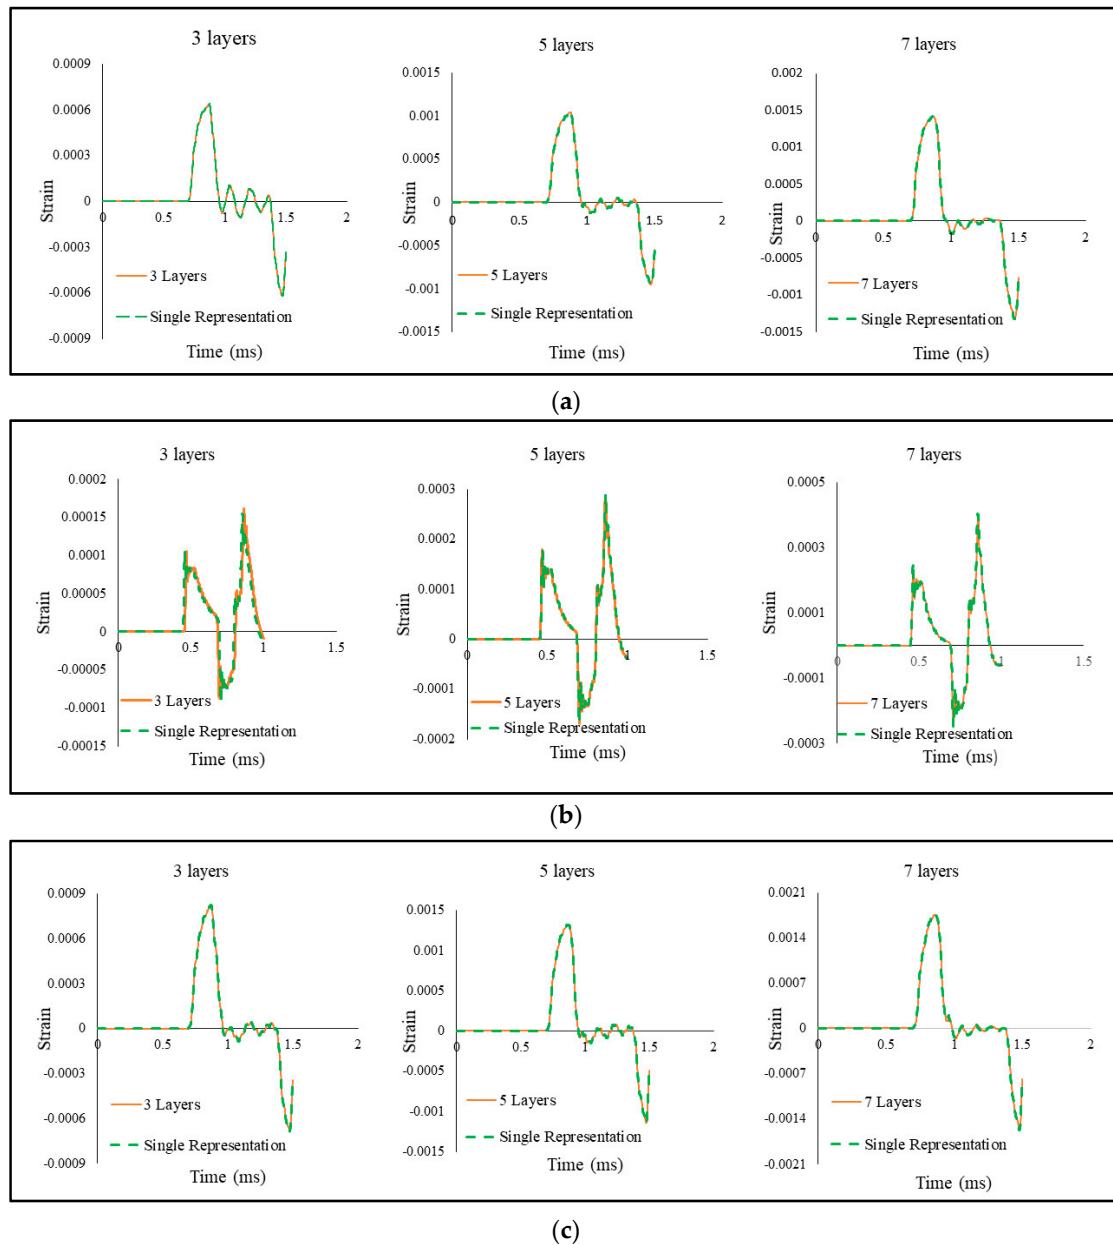 3 layers
0.0009
0.0006
0.0003
0
-0.0003
-0.0006
-0.0009
0 0.5 1 1.5 2
Strain
3 Layers
Single Representation
Time (ms)
5 layers
0.0015
0.001
0.0005
0
-0.0005
-0.001
-0.0015
0 0.5 1 1.5 2
Strain
5 Layers
Single Representation
Time (ms)
7 layers
0.002
0.0015
0.001
0.0005
0
-0.0005
-0.001
-0.0015
0 0.5 1 1.5 2
Strain
7 Layers
Single Representation
Time (ms)
(a)
3 layers
0.0002
0.00015
0.0001
0.00005
0
-0.00005
-0.0001
-0.00015
0 0.5 1 1.5
Strain
3 Layers
Single Representation
Time (ms)
5 layers
0.0003
0.0002
0.0001
0
-0.0001
-0.0002
0 0.5 1 1.5
Strain
5 Layers
Single Representation
Time (ms)
7 layers
0.0005
0.0003
0.0001
-0.0001
-0.0003
0 0.5 1 1.5
Strain
7 Layers
Single Representation
Time (ms)
(b)
3 layers
0.0009
0.0006
0.0003
0
-0.0003
-0.0006
-0.0009
0 0.5 1 1.5 2
Strain
3 Layers
Single Representation
Time (ms)
5 layers
0.0015
0.001
0.0005
0
-0.0005
-0.001
-0.0015
0 0.5 1 1.5 2
Strain
5 Layers
Single Representation
Time (ms)
7 layers
0.0021
0.0014
0.0007
0
-0.0007
-0.0014
-0.0021
0 0.5 1 1.5 2
Strain
7 Layers
Single Representation
Time (ms)
(c)